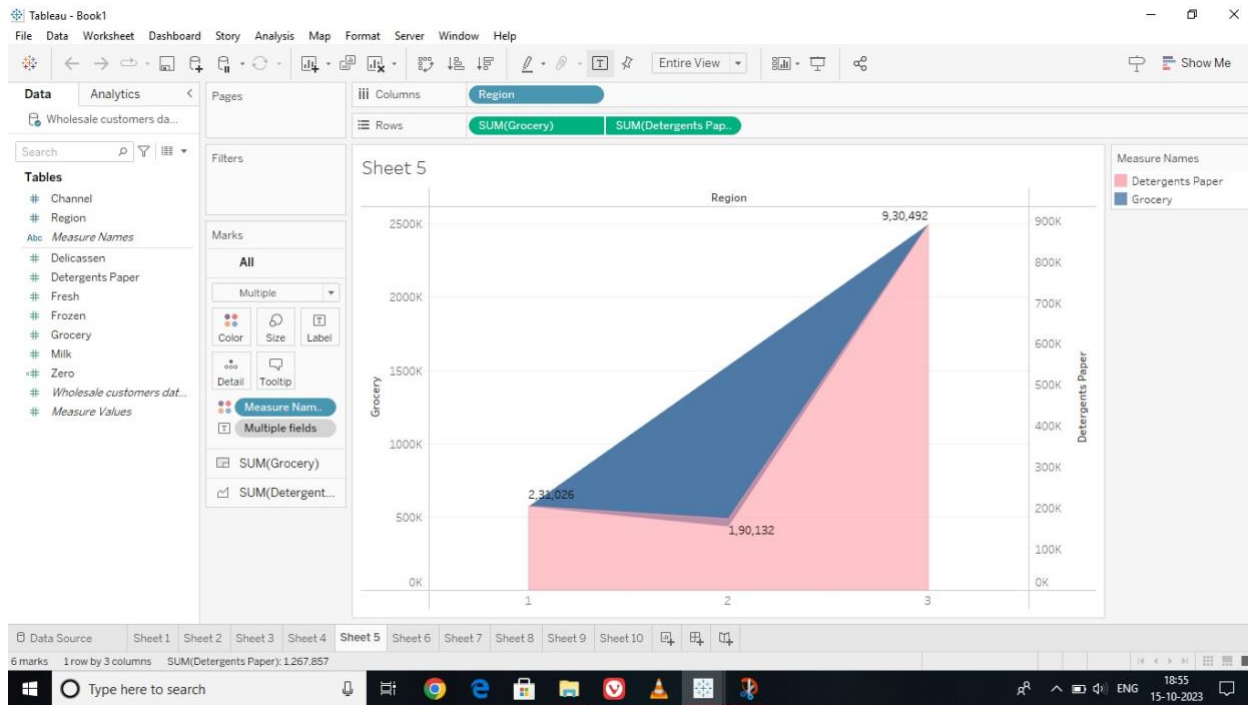 Tableau - Book1
File Data Worksheet Dashboard Story Analysis Map Format Server Window Help
Entire View
Show Me
Data Analytics
Pages
Columns Region
Wholesale customers da...
Rows SUM(Grocery) SUM(Detergents Pap..
Search
Filters
Sheet 5
Measure Names
Tables
Detergents Paper
Channel
Grocery
Region
Region
Abc Measure Names
2500K
9,30,492
900K
Marks
Delicassen
All
Detergents Paper
800K
Fresh
Multiple
2000K
Frozen
700K
Grocery
Color Size Label
Milk
600K
Zero
Detail Tooltip
1500K
Wholesale customers dat...
Grocery
500K
Detergents Paper
Measure Values
Measure Nam..
Multiple fields
400K
1000K
SUM(Grocery)
300K
SUM(Detergent...
2,31,026
500K
200K
1,90,132
100K
0K
0K
1 2 3
Data Source Sheet 1 Sheet 2 Sheet 3 Sheet 4 Sheet 5 Sheet 6 Sheet 7 Sheet 8 Sheet 9 Sheet 10
6 marks 1 row by 3 columns SUM(Detergents Paper): 1,267,857
Type here to search
ENG
18:55
15-10-2023